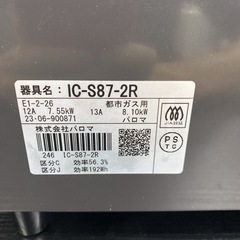 器具名: IC-S87-2R
E1-2-26 都市ガス用
12A 7.55kW 13A 8.10kW
23・06-900871 パロマ
株式会社パロマ
246 IC-S87-2R
区分C 効率56.3%
区分J 効率192Wh
PS
TG